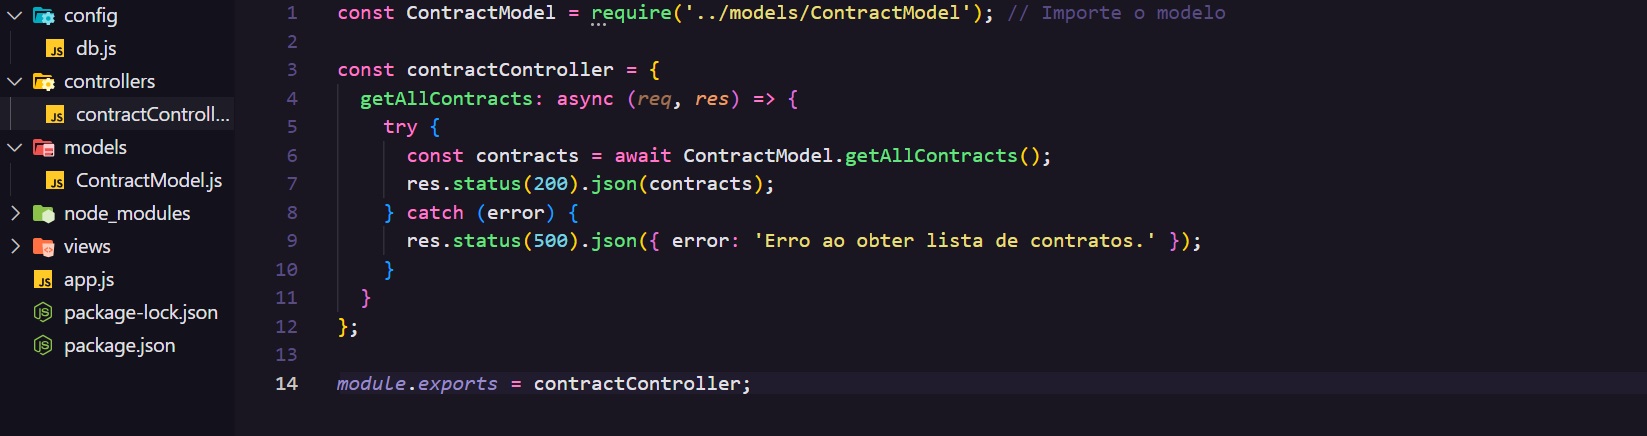 config
db.js
controllers
contractControll...
models
ContractModel.js
node_modules
views
app.js
package-lock.json
package.json
1 const ContractModel = require('../models/ContractModel'); // Importe o modelo
2
3 const contractController = {
4 getAllContracts: async (req, res) => {
5 try {
6 const contracts = await ContractModel.getAllContracts();
7 res.status(200).json(contracts);
8 } catch (error) {
9 res.status(500).json({ error: 'Erro ao obter lista de contratos.' });
10 }
11 }
12 };
13
14 module.exports = contractController;